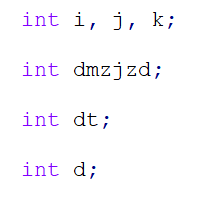 int i, j, k;
int dmzjzd;
int dt;
int d;